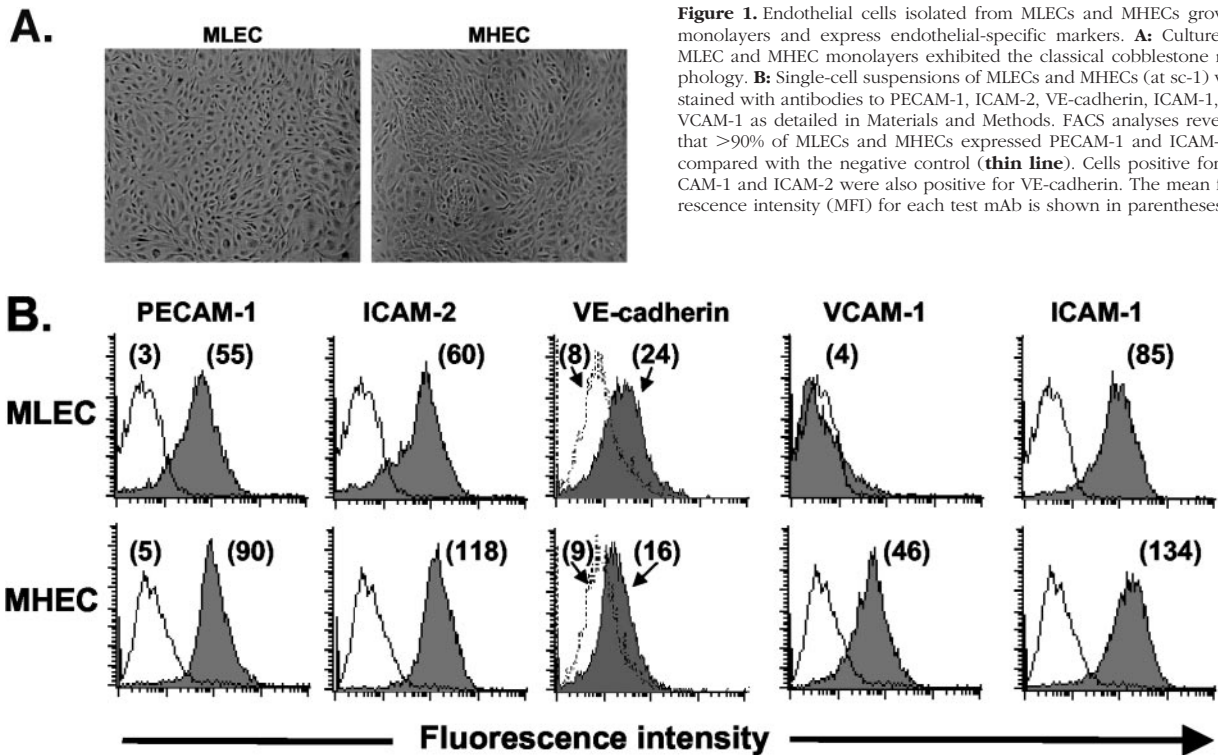 A.
MLEC
MHEC
Figure 1. Endothelial cells isolated from MLECs and MHECs grow
monolayers and express endothelial-specific markers. A: Culture
MLEC and MHEC monolayers exhibited the classical cobblestone
phology. B: Single-cell suspensions of MLECs and MHECs (at sc-1)
stained with antibodies to PECAM-1, ICAM-2, VE-cadherin, ICAM-1,
VCAM-1 as detailed in Materials and Methods. FACS analyses reve
that >90% of MLECs and MHECs expressed PECAM-1 and ICAM-
compared with the negative control (thin line). Cells positive for
CAM-1 and ICAM-2 were also positive for VE-cadherin. The mean f
rescence intensity (MFI) for each test mAb is shown in parentheses
B.
PECAM-1 ICAM-2 VE-cadherin VCAM-1 ICAM-1
MLEC (3) (55) (60) (8) (24) (4) (85)
MHEC (5) (90) (118) (9) (16) (46) (134)
Fluorescence intensity